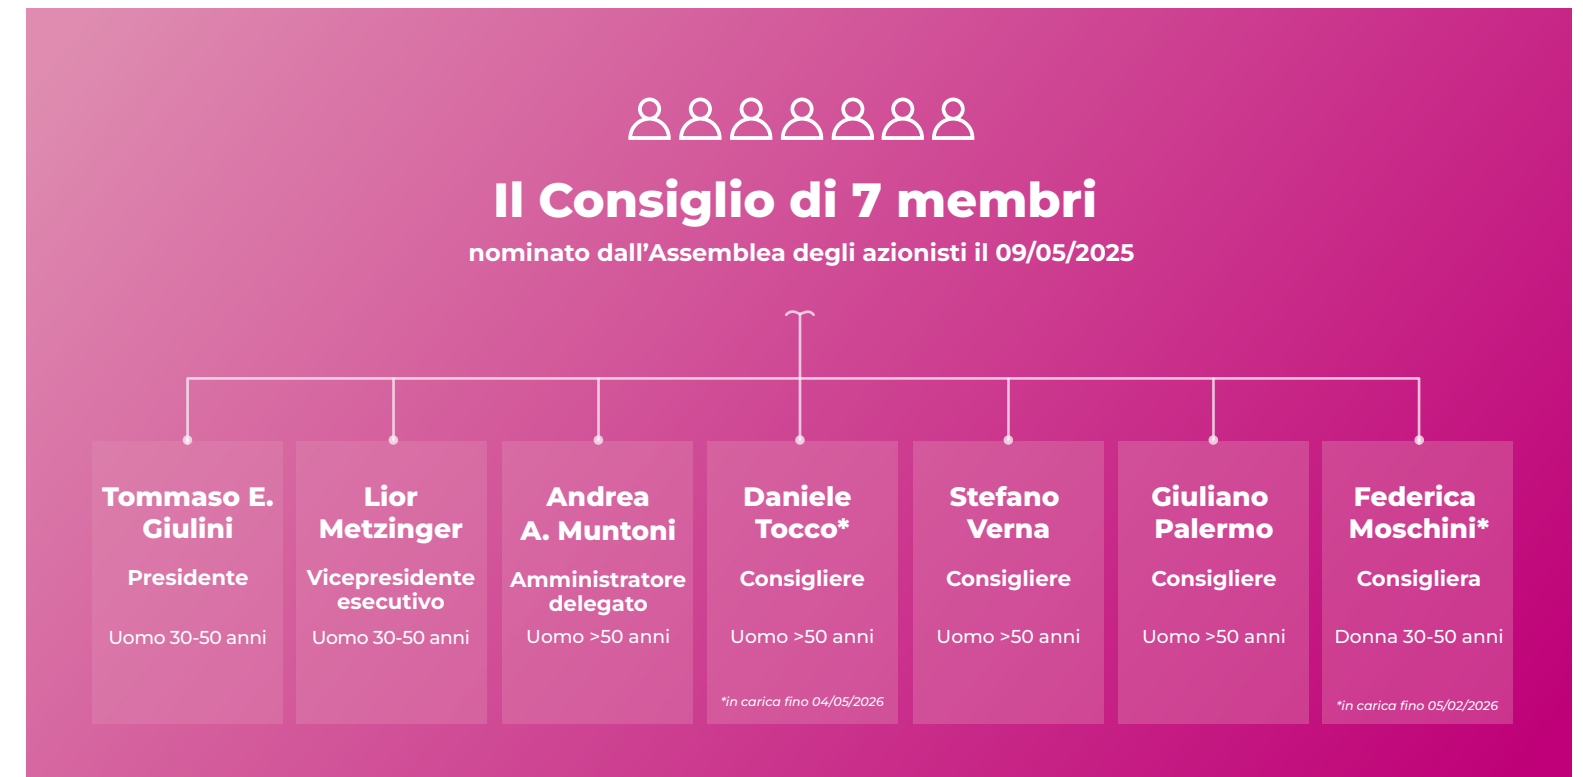 Il Consiglio di 7 membri
nominato dall’Assemblea degli azionisti il 09/05/2025
Tommaso E.
Giulini
Presidente
Uomo 30-50 anni
Lior
Metzinger
Vicepresidente
esecutivo
Uomo 30-50 anni
Andrea
A. Muntoni
Amministratore
delegato
Uomo >50 anni
Daniele
Tocco*
Consigliere
Uomo >50 anni
*in carica fino 04/05/2026
Stefano
Verna
Consigliere
Uomo >50 anni
Giuliano
Palermo
Consigliere
Uomo >50 anni
Federica
Moschini*
Consigliera
Donna 30-50 anni
*in carica fino 05/02/2026